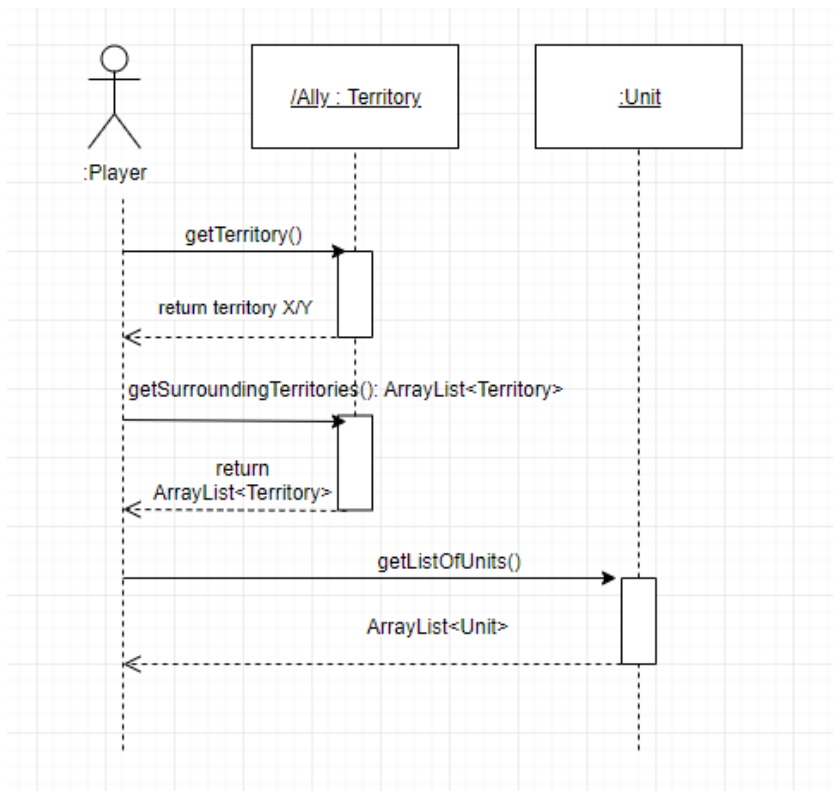 /Ally : Territory
:Unit
:Player
getTerritory()
return territory X/Y
getSurroundingTerritories(): ArrayList<Territory>
return
ArrayList<Territory>
getListOfUnits()
ArrayList<Unit>